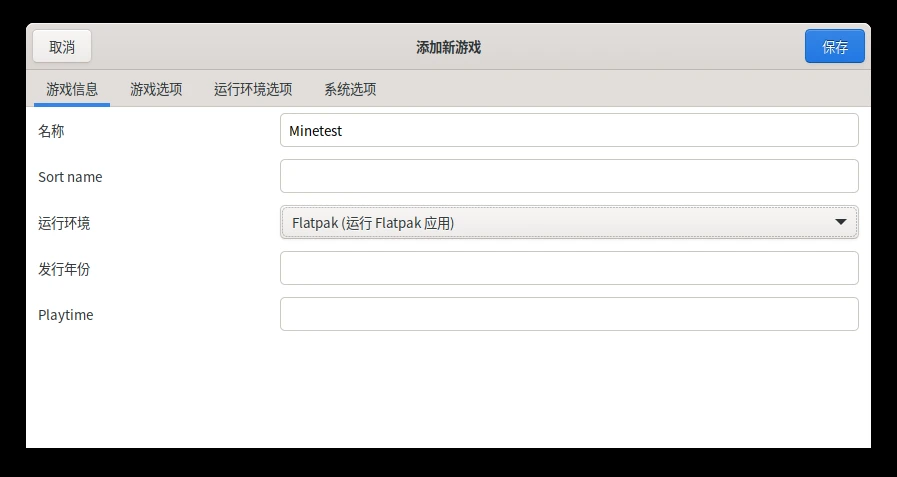 取消 添加新游戏 保存
游戏信息 游戏选项 运行环境选项 系统选项
名称 Minetest
Sort name
运行环境 Flatpak (运行 Flatpak 应用)
发行年份
Playtime